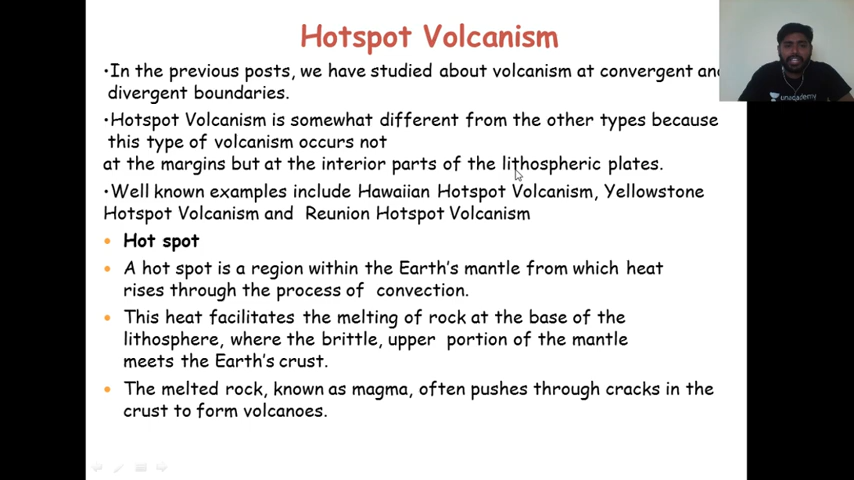 Hotspot Volcanism
•In the previous posts, we have studied about volcanism at convergent and
divergent boundaries.
•Hotspot Volcanism is somewhat different from the other types because
this type of volcanism occurs not
at the margins but at the interior parts of the lithospheric plates.
•Well known examples include Hawaiian Hotspot Volcanism, Yellowstone
Hotspot Volcanism and Reunion Hotspot Volcanism
• Hot spot
• A hot spot is a region within the Earth's mantle from which heat
rises through the process of convection.
• This heat facilitates the melting of rock at the base of the
lithosphere, where the brittle, upper portion of the mantle
meets the Earth's crust.
• The melted rock, known as magma, often pushes through cracks in the
crust to form volcanoes.
unacademy